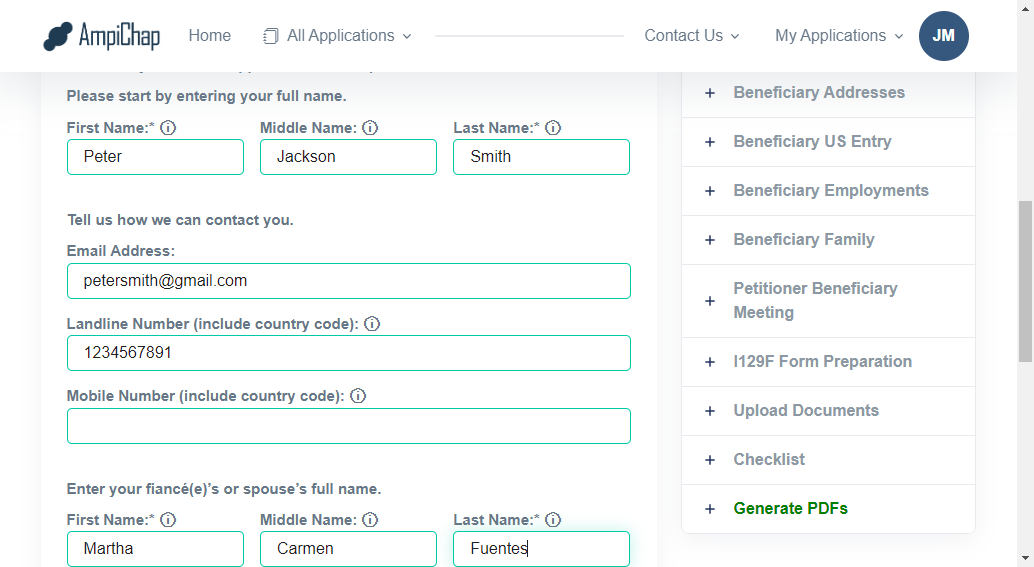 AmpiChap
Home
All Applications
Contact Us
My Applications
JM
Please start by entering your full name.
First Name:* Middle Name: Last Name:*
Peter Jackson Smith
Tell us how we can contact you.
Email Address:
petersmith@gmail.com
Landline Number (include country code):
1234567891
Mobile Number (include country code):
Enter your fiancé(e)’s or spouse’s full name.
First Name:* Middle Name: Last Name:*
Martha Carmen Fuentes
+ Beneficiary Addresses
+ Beneficiary US Entry
+ Beneficiary Employments
+ Beneficiary Family
+ Petitioner Beneficiary
Meeting
+ I129F Form Preparation
+ Upload Documents
+ Checklist
+ Generate PDFs